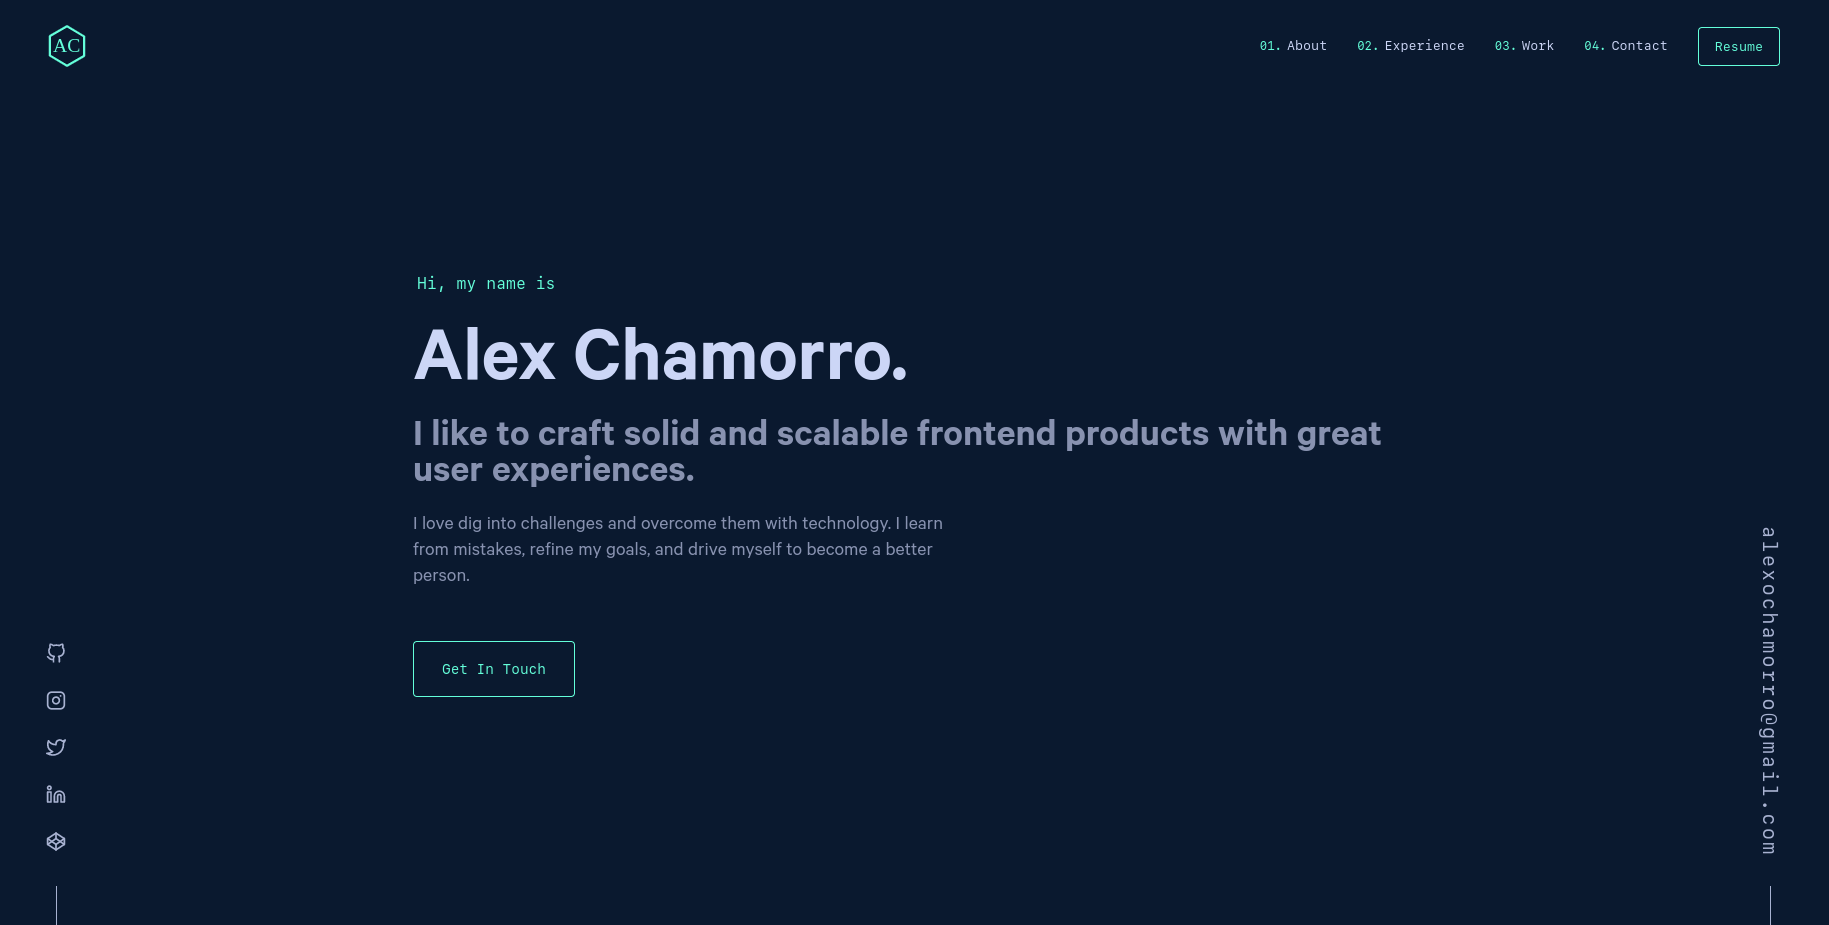 AC
01. About
02. Experience
03. Work
04. Contact
Resume
Hi, my name is
Alex Chamorro.
I like to craft solid and scalable frontend products with great
user experiences.
I love dig into challenges and overcome them with technology. I learn
from mistakes, refine my goals, and drive myself to become a better
person.
Get In Touch
alexochamorro@gmail.com